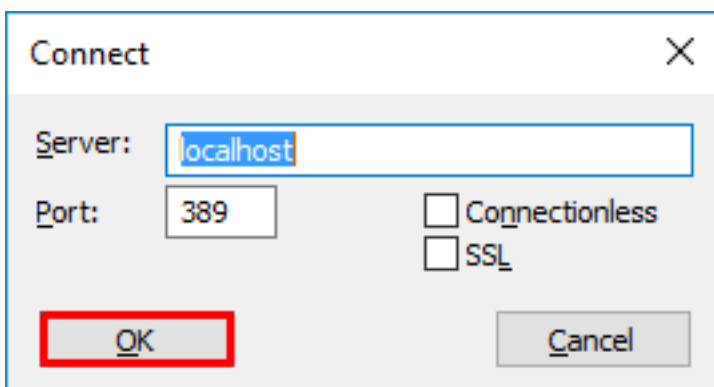 Connect
Server: localhost
Port: 389 Connectionless
SSL
OK Cancel